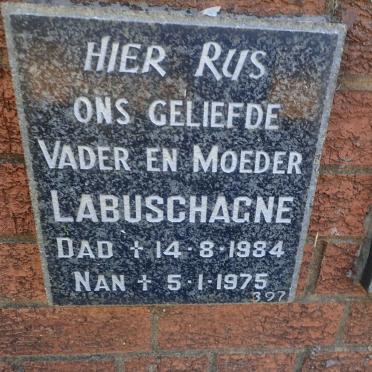 HIER RUS
ONS GELIEFDE
VADER EN MOEDER
LABUSCHAGNE
DAD † 14·8·1984
NAN † 5·1·1975
397